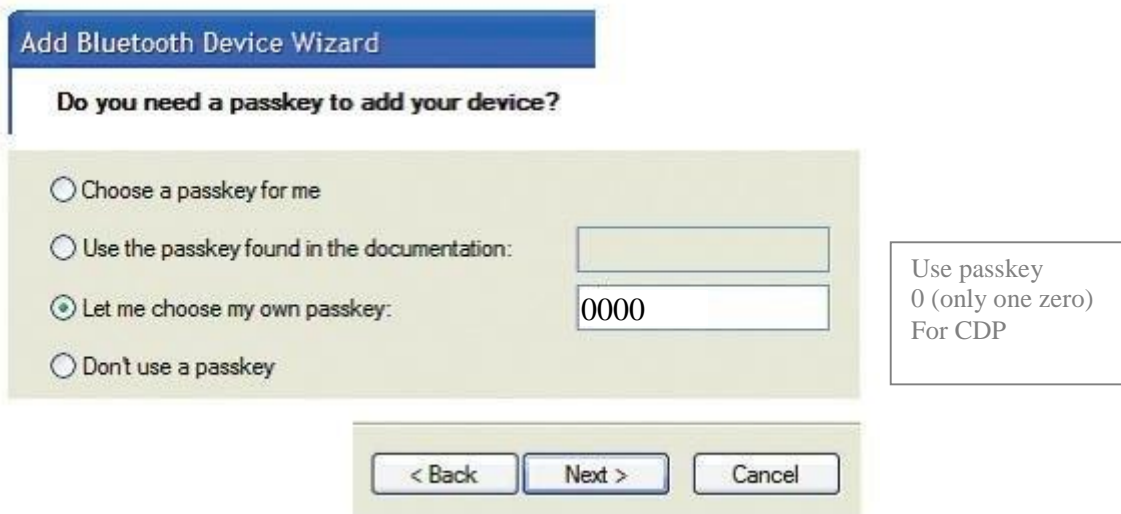 Add Bluetooth Device Wizard
Do you need a passkey to add your device?
Choose a passkey for me
Use the passkey found in the documentation:
Let me choose my own passkey: 0000
Don't use a passkey
Use passkey
0 (only one zero)
For CDP
< Back Next > Cancel